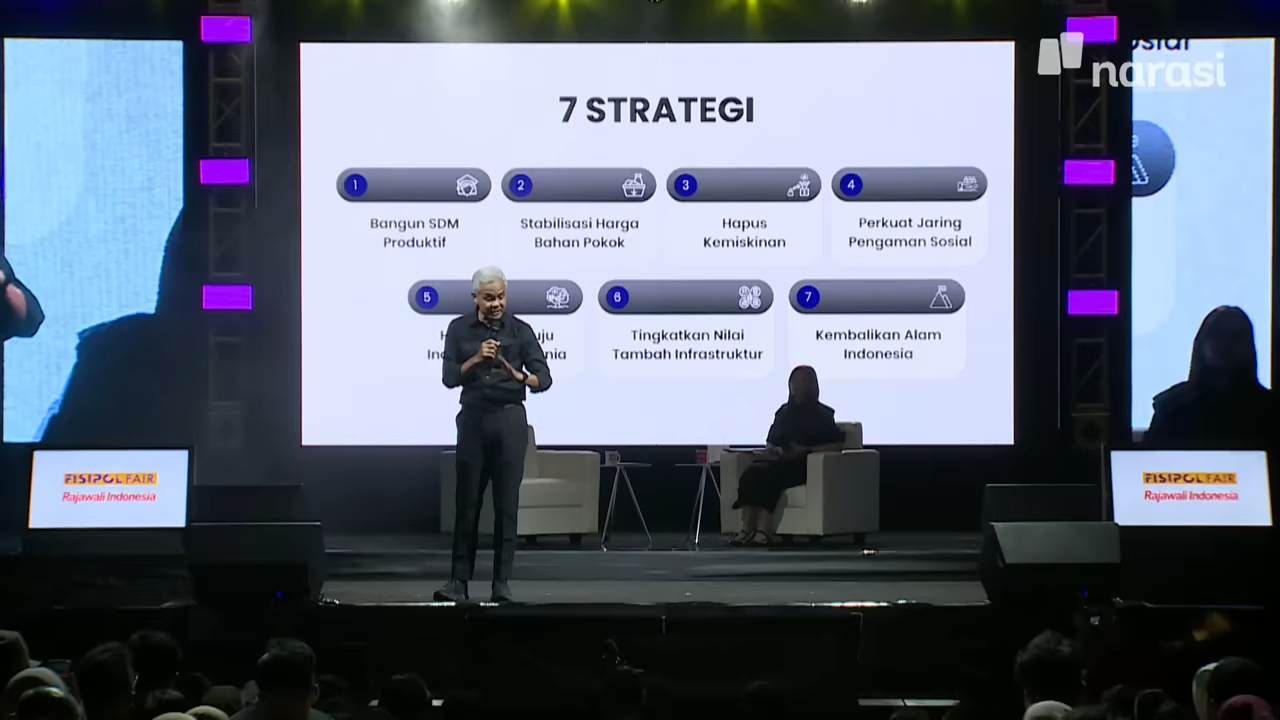 narasi
7 STRATEGI
1
2
3
4
Bangun SDM
Produktif
Stabilisasi Harga
Bahan Pokok
Hapus
Kemiskinan
Perkuat Jaring
Pengaman Sosial
5
6
7
Tingkatkan Nilai
Tambah Infrastruktur
Kembalikan Alam
Indonesia
FISIPOL FAIR
Rajawali Indonesia
FISIPOL FAIR
Rajawali Indonesia